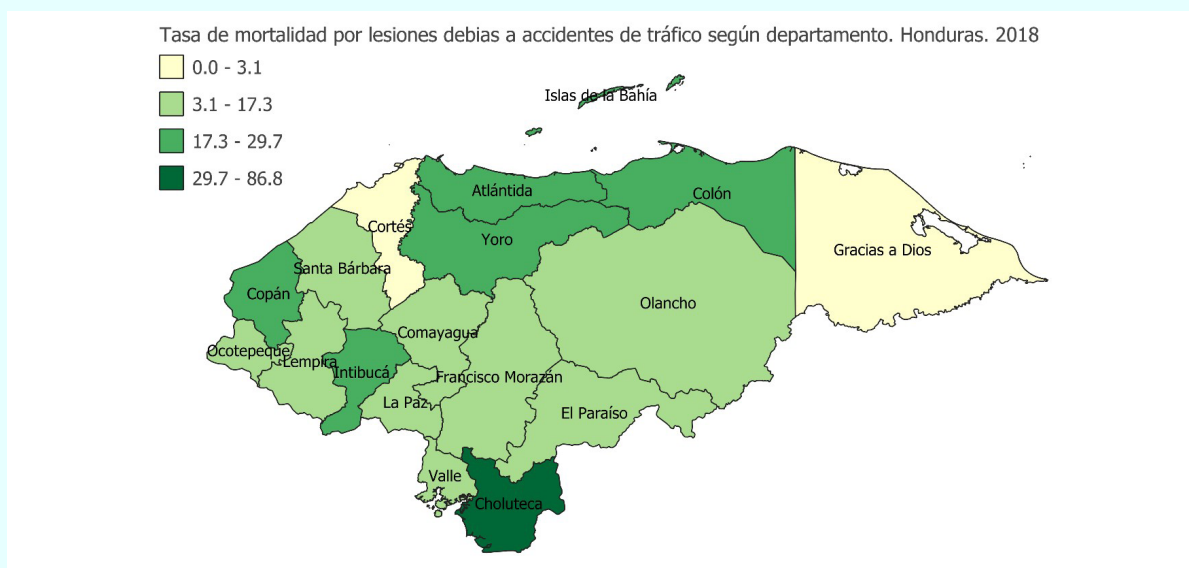 Tasa de mortalidad por lesiones debias a accidentes de tráfico según departamento. Honduras. 2018
0.0 - 3.1
3.1 - 17.3
17.3 - 29.7
29.7 - 86.8
Islas de la Bahía
Atlántida
Colón
Cortés
Yoro
Gracias a Dios
Santa Bárbara
Copán
Olancho
Comayagua
Ocotepeque
Lempira
Intibucá
Francisco Morazán
La Paz
El Paraíso
Valle
Choluteca